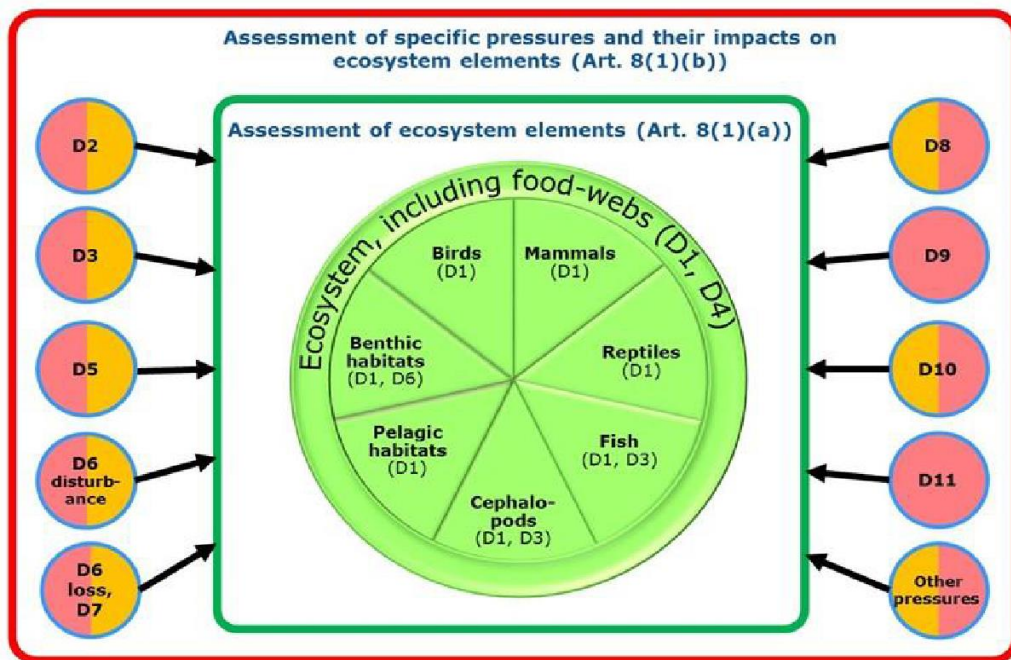 Assessment of specific pressures and their impacts on
ecosystem elements (Art. 8(1)(b))
Assessment of ecosystem elements (Art. 8(1)(a))
Ecosystem, including food-webs (D1, D4)
D2
D3
D5
D6
disturb-
ance
D6
loss,
D7
Birds
(D1)
Mammals
(D1)
Benthic
habitats
(D1, D6)
Reptiles
(D1)
Pelagic
habitats
(D1)
Fish
(D1, D3)
Cephalo-
pods
(D1, D3)
D8
D9
D10
D11
Other
pressures